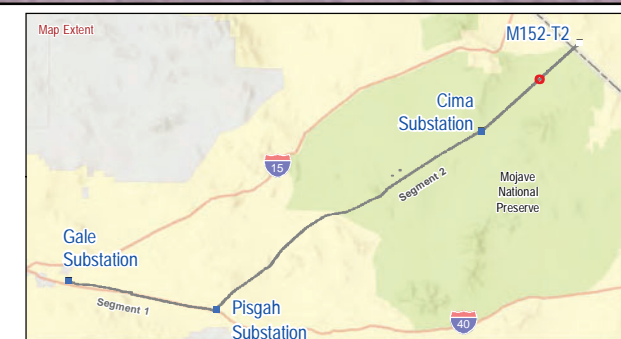 Map Extent
M152-T2
Cima
Substation
15
Segment 2
Mojave
National
Preserve
Gale
Substation
Segment 1
Pisgah
Substation
40